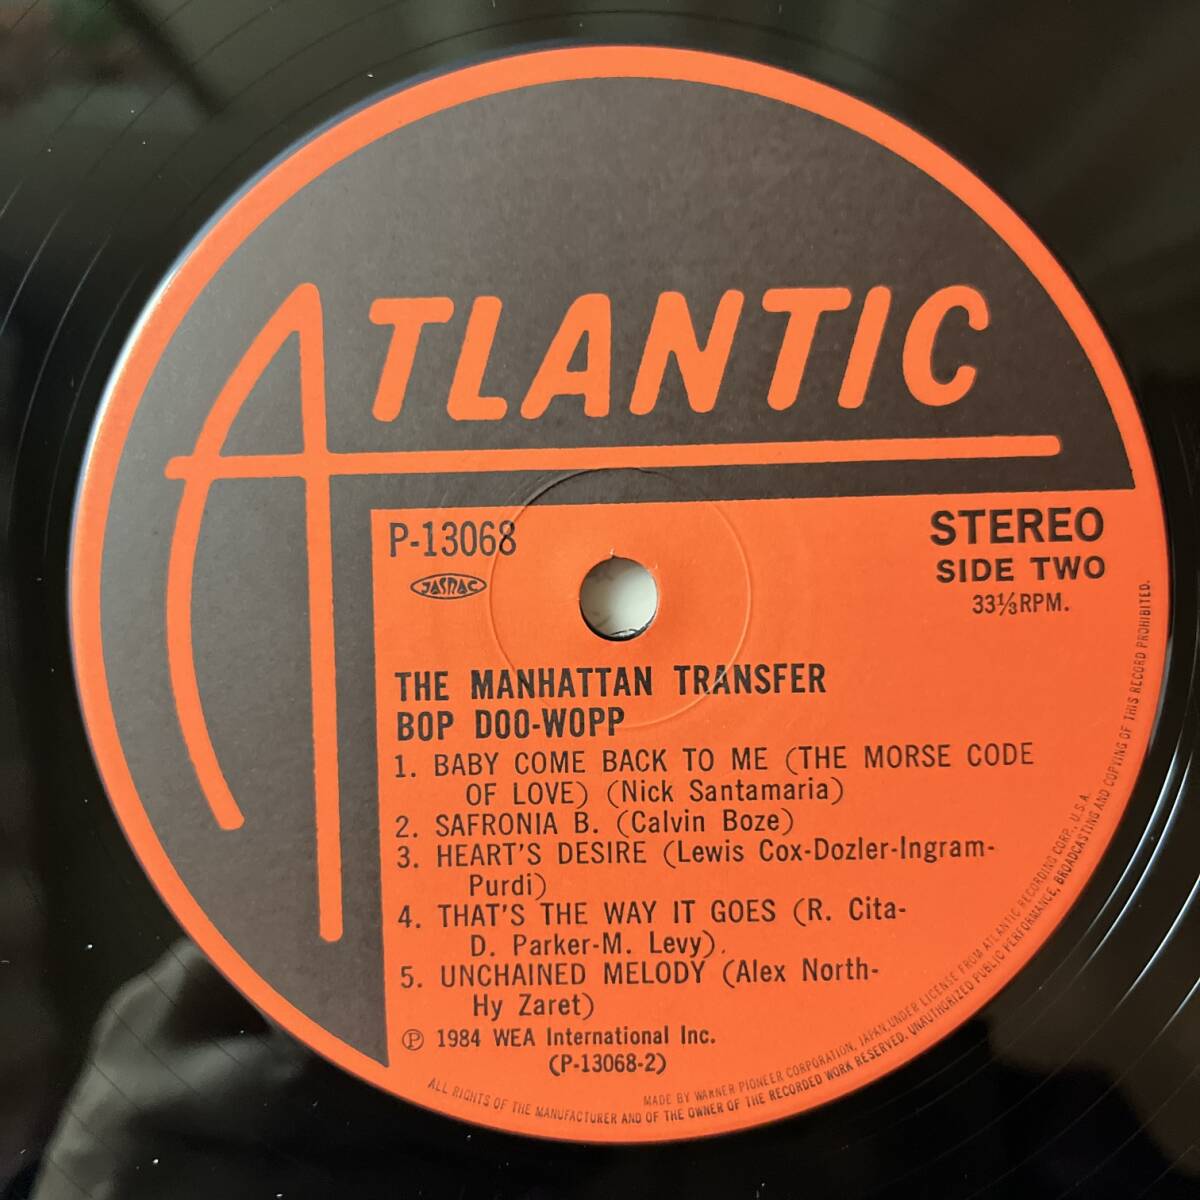 ATLANTIC
P-13068
STEREO
JASRAC
SIDE TWO
33⅓RPM.
THE MANHATTAN TRANSFER
BOP DOO-WOPP
1. BABY COME BACK TO ME (THE MORSE CODE
OF LOVE) (Nick Santamaria)
2. SAFRONIA B. (Calvin Boze)
3. HEART'S DESIRE (Lewis Cox-Dozler-Ingram-
Purdi)
4. THAT'S THE WAY IT GOES (R. Cita-
D. Parker-M. Levy).
5. UNCHAINED MELODY (Alex North-
Hy Zaret)
Ⓟ 1984 WEA International Inc.
(P-13068-2)
MADE BY WARNER PIONEER CORPORATION, JAPAN, UNDER LICENSE FROM ATLANTIC RECORDING CORP., U.S.A.
ALL RIGHTS OF THE MANUFACTURER AND OF THE OWNER OF THE RECORDED WORK RESERVED. UNAUTHORIZED PUBLIC PERFORMANCE, BROADCASTING AND COPYING OF THIS RECORD PROHIBITED.